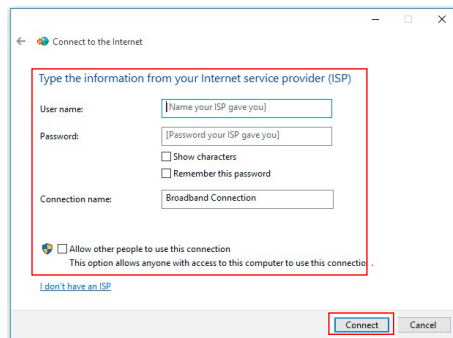 Connect to the Internet
Type the information from your Internet service provider (ISP)
User name:
[Name your ISP gave you]
Password:
[Password your ISP gave you]
Show characters
Remember this password
Connection name:
Broadband Connection
Allow other people to use this connection
This option allows anyone with access to this computer to use this connectio .
I don't have an ISP
Connect Cancel